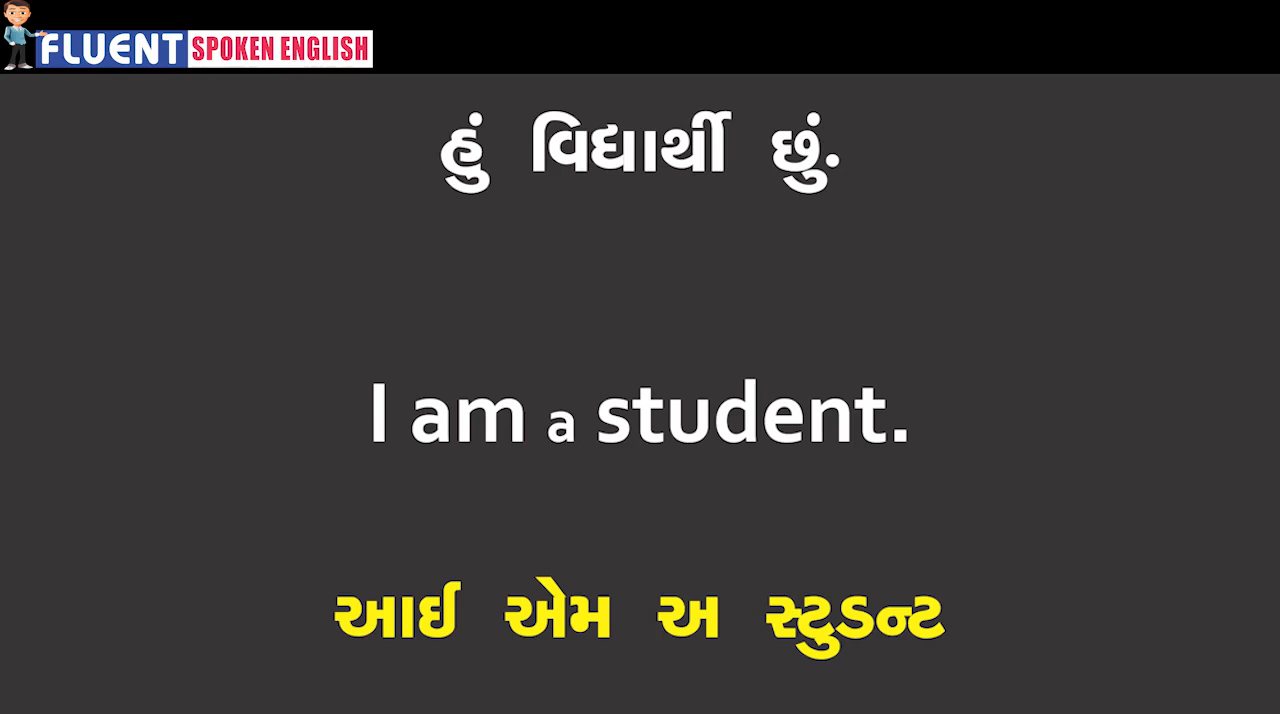 FLUENT SPOKEN ENGLISH
હું વિદ્યાર્થી છું.
I am a student.
આઈ એમ અ સ્ટુડન્ટ